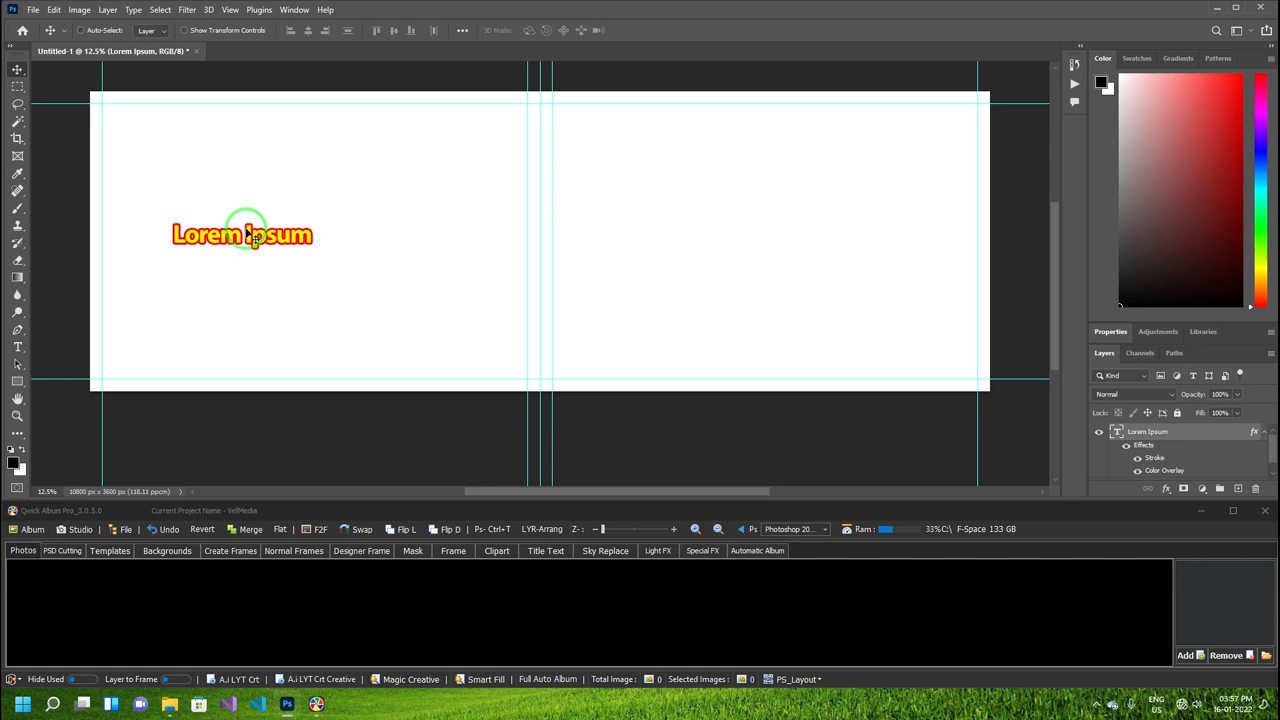 Ps File Edit Image Layer Type Select Filter 3D View Plugins Window Help
Auto-Select: Layer Show Transform Controls ••• 3D Mode:
Untitled-1 @ 12.5% (Lorem Ipsum, RGB/8) * ×
Color Swatches Gradients Patterns
Lorem Ipsum
Properties Adjustments Libraries
Layers Channels Paths
Kind
Normal Opacity: 100%
Lock: Fill: 100%
T Lorem Ipsum fx
Effects
Stroke
Color Overlay
12.5% 10800 px x 3600 px (118.11 ppcm)
Qwick Album Pro_3.0.5.0 Current Project Name - VellMedia
Album Studio File Undo Revert Merge Flat F2F Swap Flip L Flip D Ps- Ctrl+T LYR-Arrang Z-: Ps Photoshop 20... Ram: 33% C/: F-Space 133 GB
Photos PSD Cutting Templates Backgrounds Create Frames Normal Frames Designer Frame Mask Frame Clipart Title Text Sky Replace Light FX Special FX Automatic Album
Add Remove
Hide Used Layer to Frame A.i LYT Crt A.i LYT Crt Creative Magic Creative Smart Fill Full Auto Album Total Image: 0 Selected Images: 0 PS_Layout
Ps ENG US 03:57 PM 16-01-2022